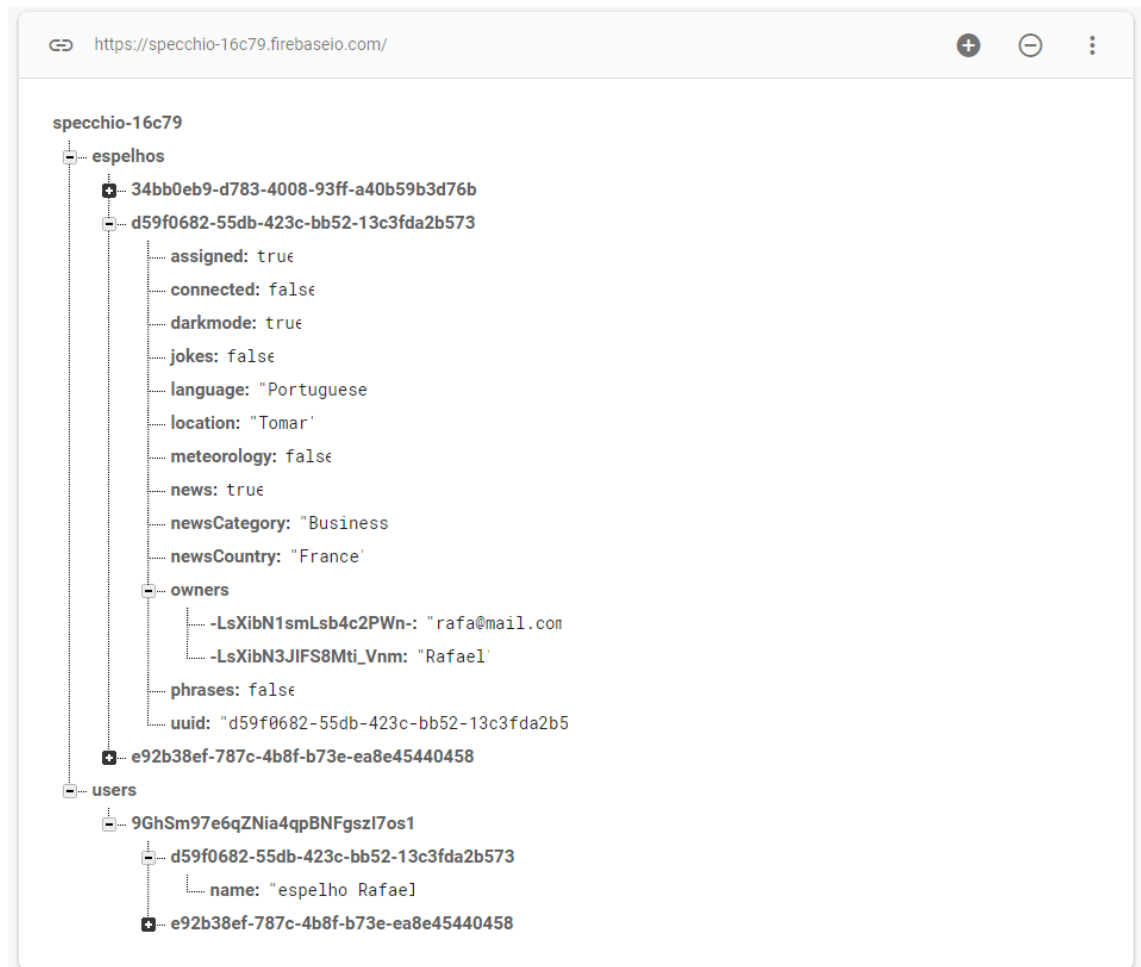 https://specchio-16c79.firebaseio.com/
specchio-16c79
espelhos
34bb0eb9-d783-4008-93ff-a40b59b3d76b
d59f0682-55db-423c-bb52-13c3fda2b573
assigned: true
connected: false
darkmode: true
jokes: false
language: "Portuguese
location: "Tomar"
meteorology: false
news: true
newsCategory: "Business
newsCountry: "France"
owners
-LsXibN1smLsb4c2PWn-: "rafa@mail.com
-LsXibN3JIFS8Mti_Vnm: "Rafael"
phrases: false
uuid: "d59f0682-55db-423c-bb52-13c3fda2b5
e92b38ef-787c-4b8f-b73e-ea8e45440458
users
9GhSm97e6qZNia4qpBNFgszI7os1
d59f0682-55db-423c-bb52-13c3fda2b573
name: "espelho Rafael
e92b38ef-787c-4b8f-b73e-ea8e45440458